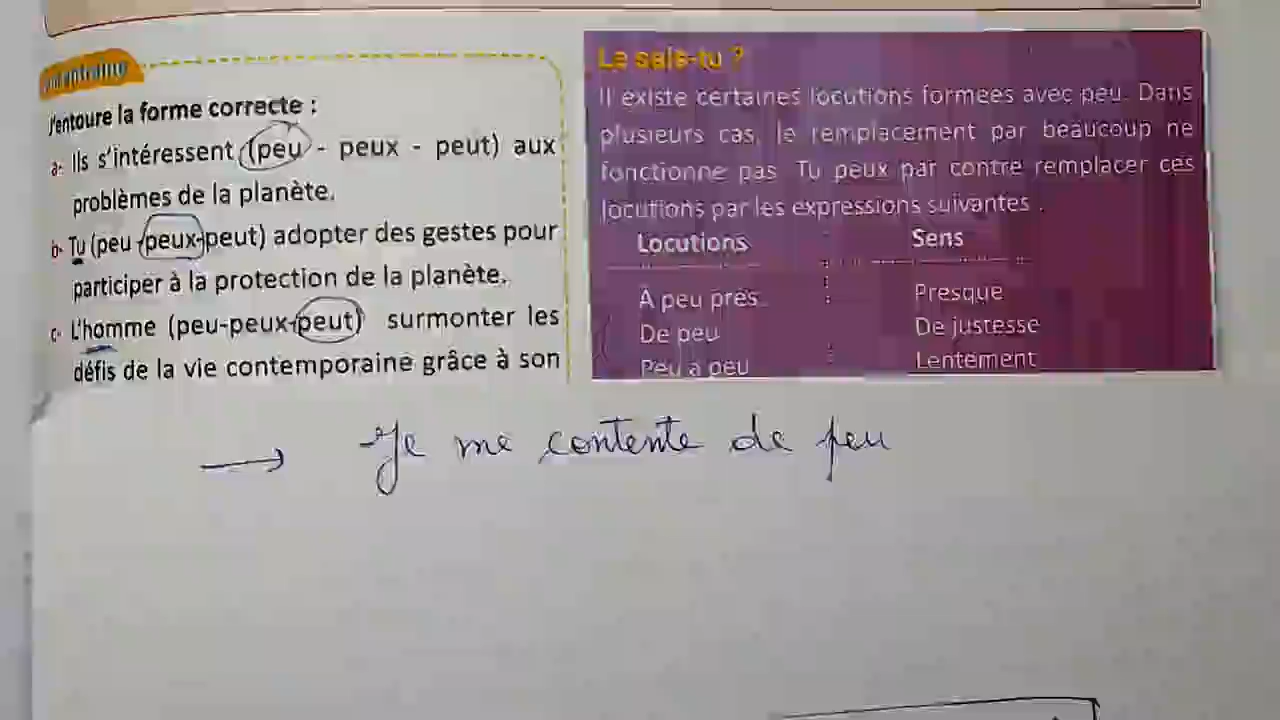 J'entoure la forme correcte :
a- Ils s'intéressent (peu - peux - peut) aux
problèmes de la planète.
b- Tu (peu-peux-peut) adopter des gestes pour
participer à la protection de la planète.
c- L'homme (peu-peux-peut) surmonter les
défis de la vie contemporaine grâce à son
Le sais-tu ?
Il existe certaines locutions formées avec peu. Dans
plusieurs cas, le remplacement par beaucoup ne
fonctionne pas. Tu peux par contre remplacer ces
locutions par les expressions suivantes .
Locutions Sens
À peu près Presque
De peu De justesse
Peu à peu Lentement
Je me contente de peu